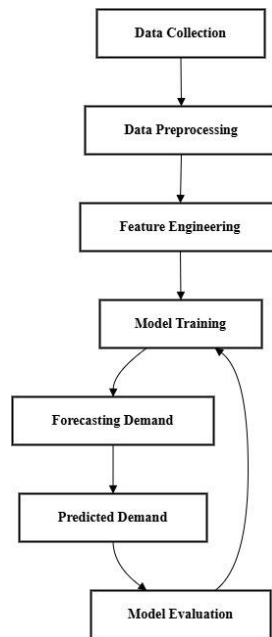 Data Collection
Data Preprocessing
Feature Engineering
Model Training
Forecasting Demand
Predicted Demand
Model Evaluation